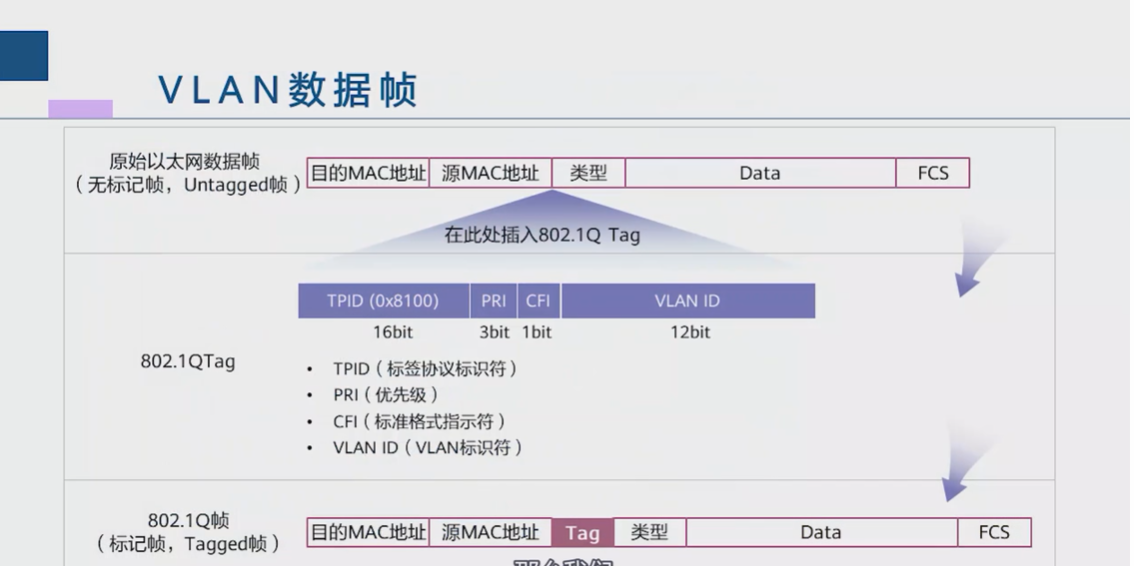 VLAN数据帧
原始以太网数据帧
（无标记帧，Untagged帧）
目的MAC地址 源MAC地址 类型 Data FCS
在此处插入802.1Q Tag
TPID (0x8100) PRI CFI VLAN ID
16bit 3bit 1bit 12bit
802.1QTag
• TPID（标签协议标识符）
• PRI（优先级）
• CFI（标准格式指示符）
• VLAN ID（VLAN标识符）
802.1Q帧
（标记帧，Tagged帧）
目的MAC地址 源MAC地址 Tag 类型 Data FCS